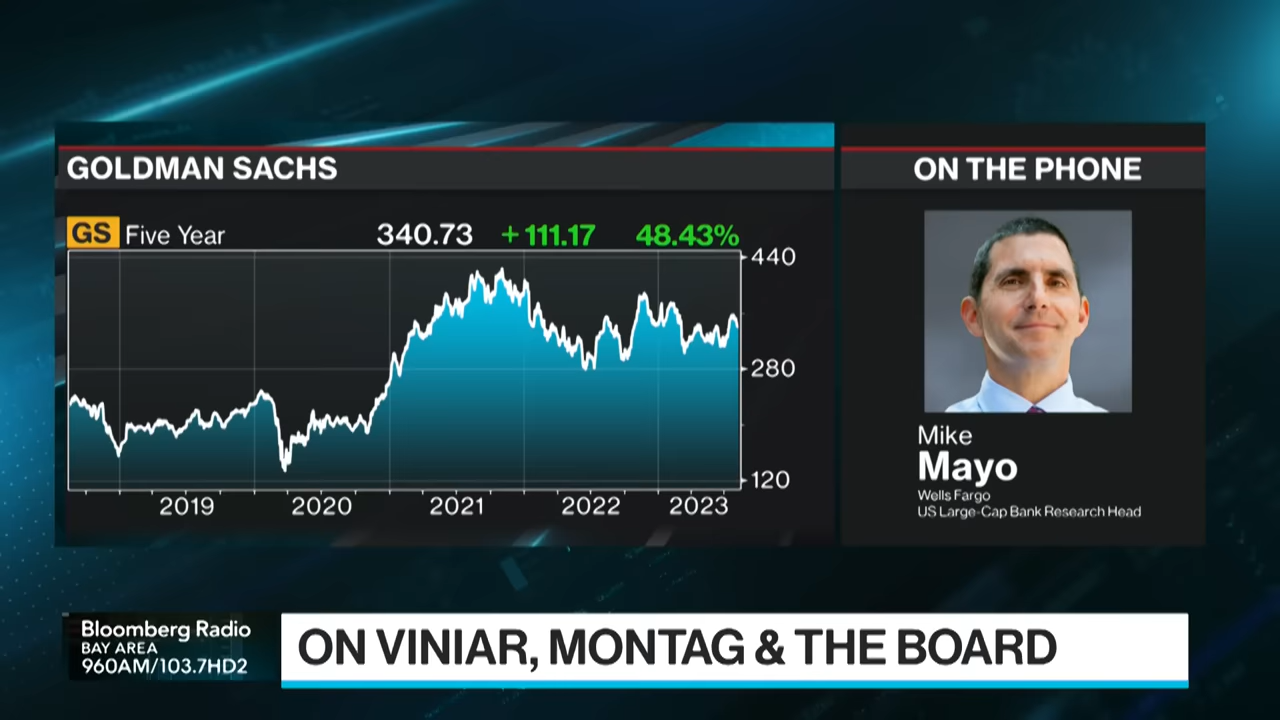 GOLDMAN SACHS
GS Five Year 340.73 +111.17 48.43%
440
280
120
2019 2020 2021 2022 2023
ON THE PHONE
Mike
Mayo
Wells Fargo
US Large-Cap Bank Research Head
Bloomberg Radio
BAY AREA
960AM/103.7HD2
ON VINIAR, MONTAG & THE BOARD